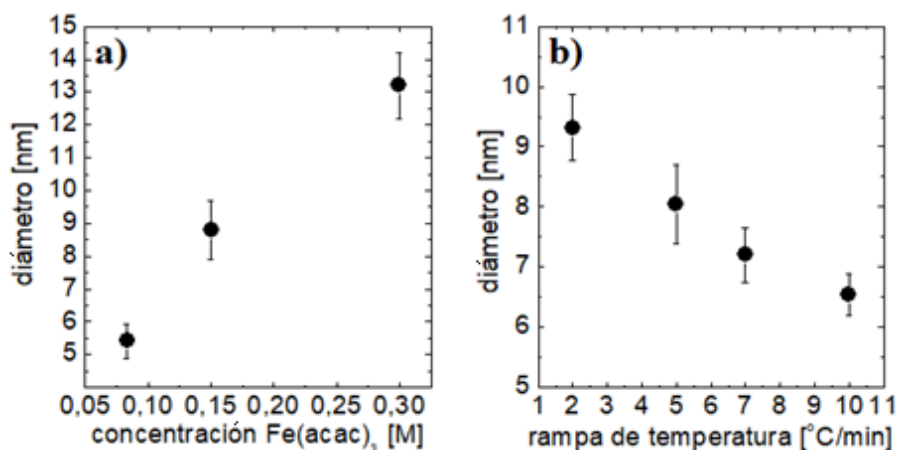 a)
15
14
13
12
11
10
9
8
7
6
5
diámetro [nm]
0,05 0,10 0,15 0,20 0,25 0,30
concentración Fe(acac)₃ [M]
b)
11
10
9
8
7
6
5
diámetro [nm]
1 2 3 4 5 6 7 8 9 10 11
rampa de temperatura [°C/min]